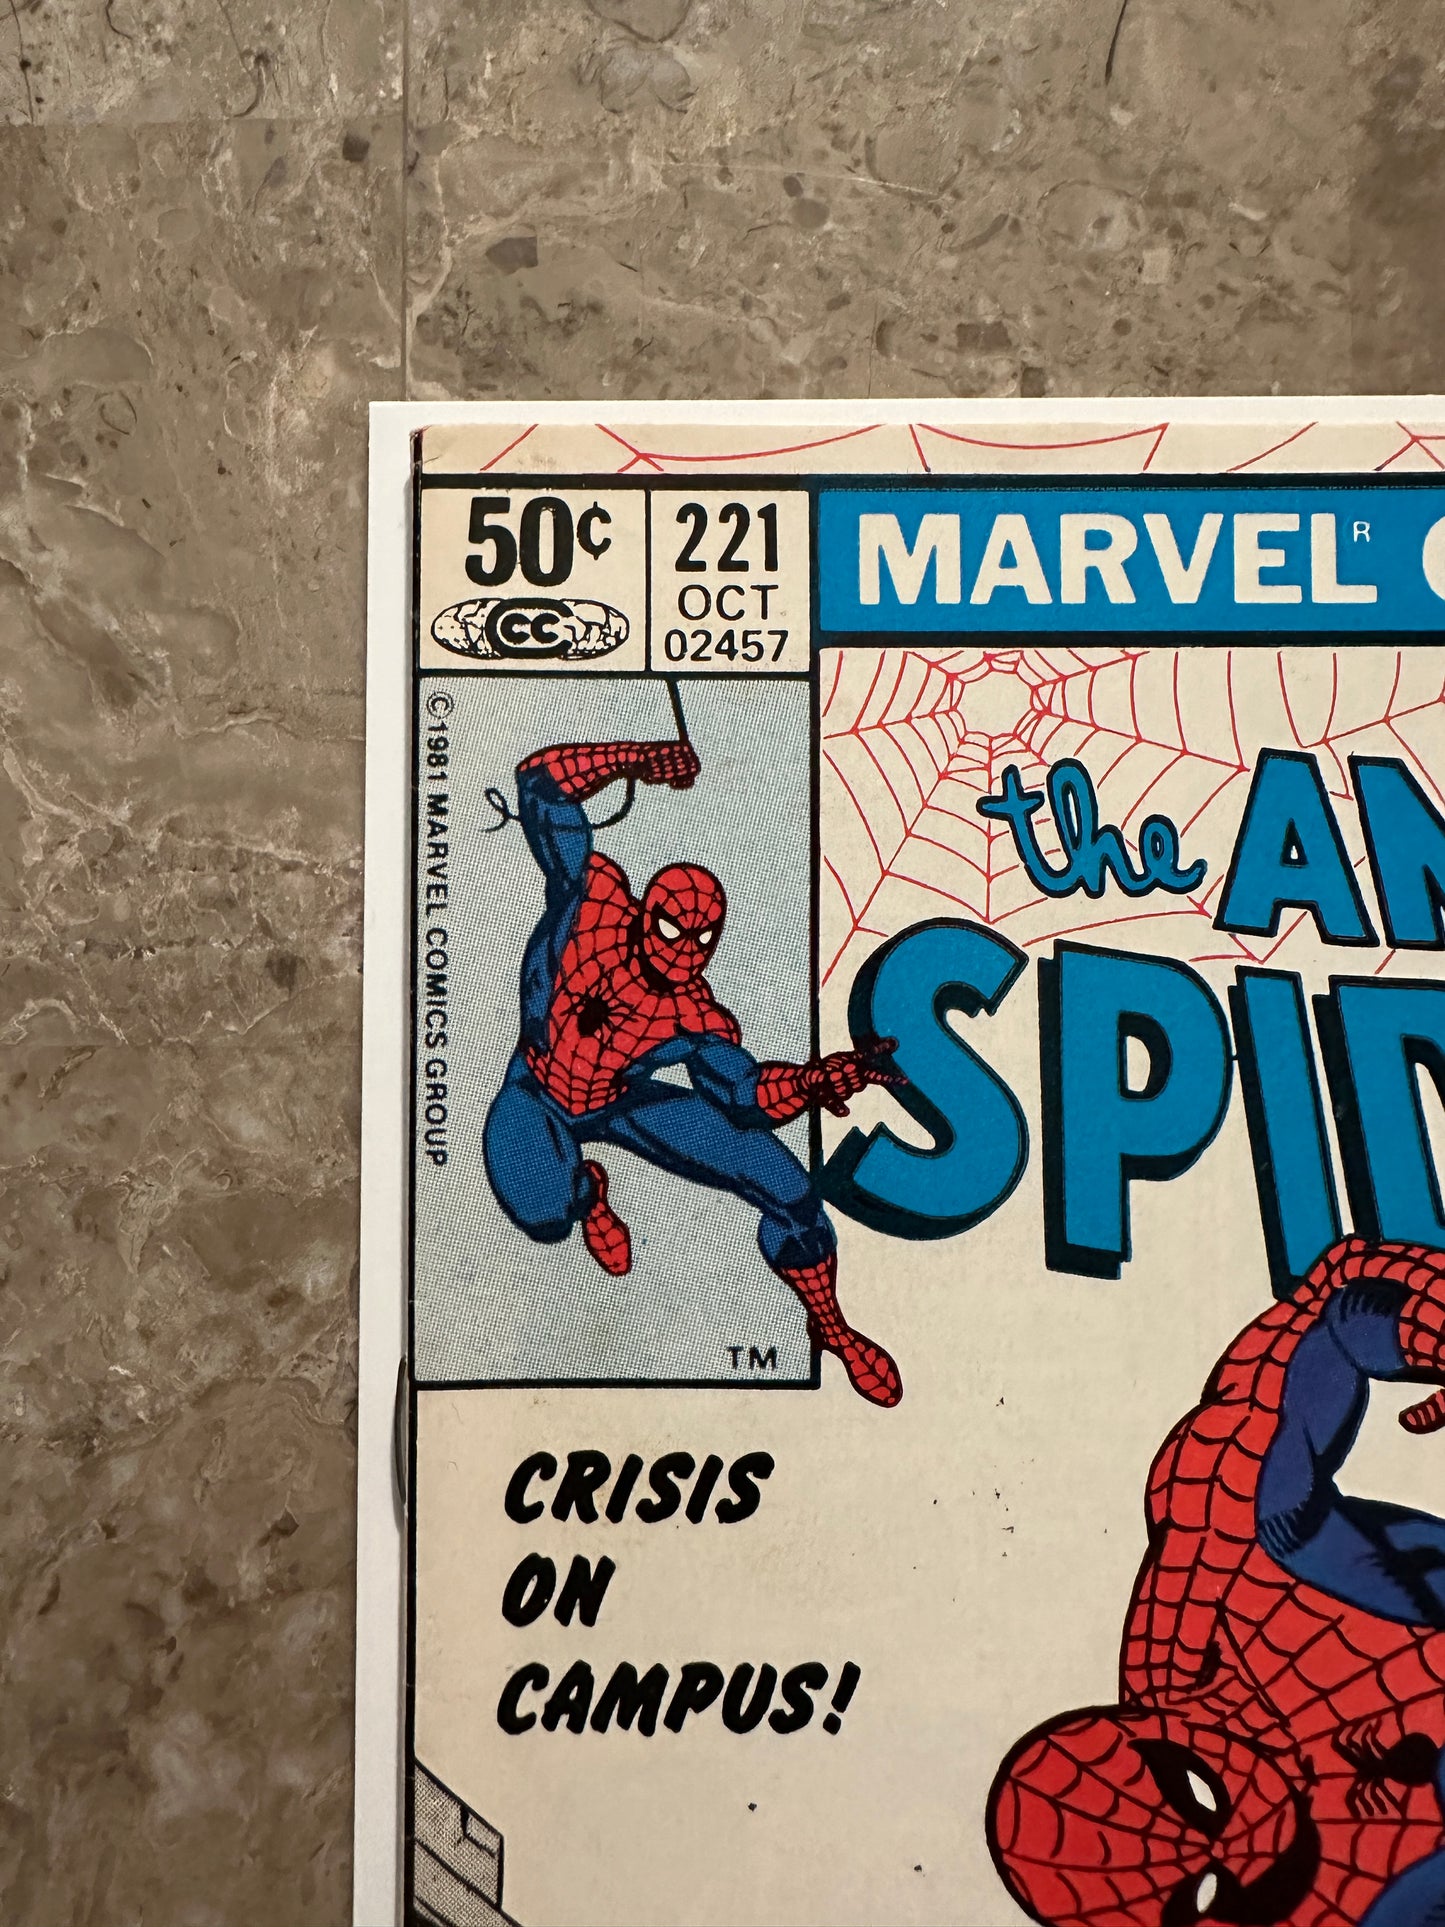 50¢
CC
221
OCT
02457
MARVEL® C
©1981 MARVEL COMICS GROUP
the AM
SPID
TM
CRISIS
ON
CAMPUS!